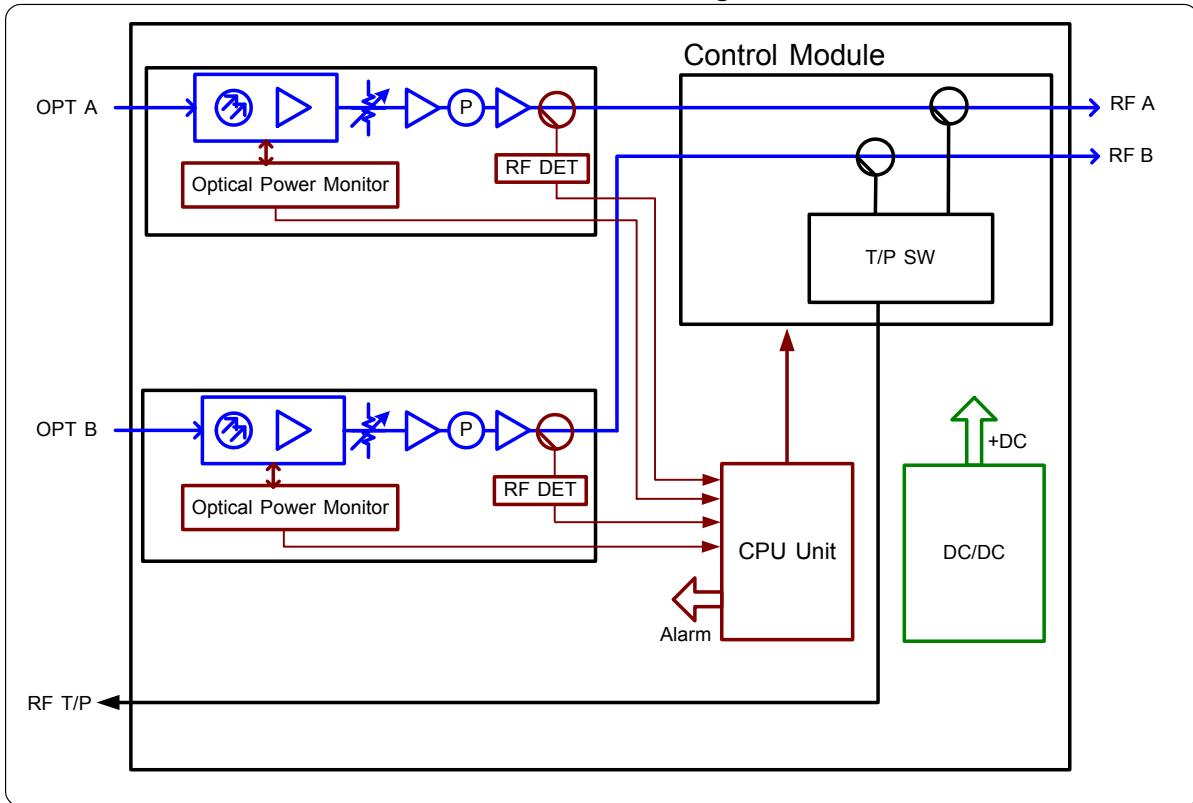 Control Module
OPT A
P
RF A
RF B
RF DET
Optical Power Monitor
T/P SW
OPT B
P
+DC
RF DET
Optical Power Monitor
CPU Unit
DC/DC
Alarm
RF T/P